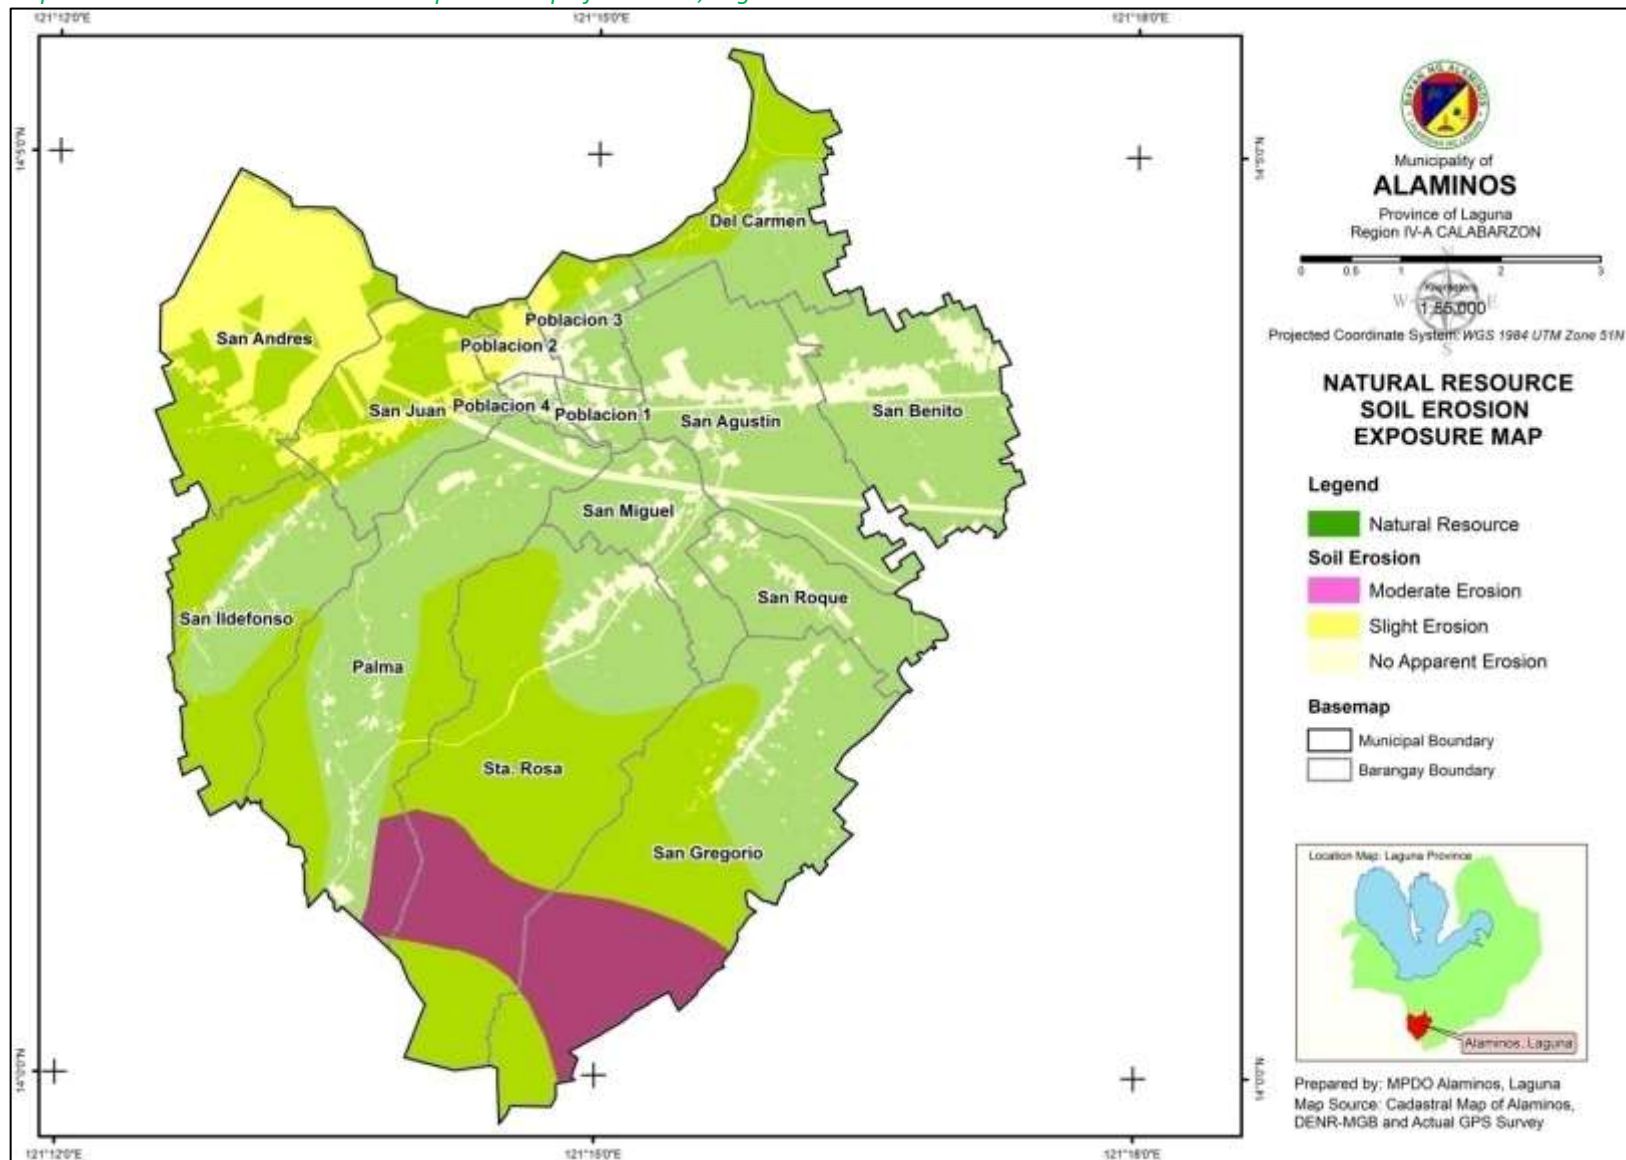 121°12'0"E
121°15'0"E
121°18'0"E
14°5'0"N
14°5'0"N
Del Carmen
Poblacion 3
San Andres
Poblacion 2
San Juan
Poblacion 4
Poblacion 1
San Agustin
San Benito
San Miguel
San Roque
San Ildefonso
Palma
Sta. Rosa
San Gregorio
14°0'0"N
14°0'0"N
121°12'0"E
121°15'0"E
121°18'0"E
BAYAN NG ALAMINOS
Municipality of
ALAMINOS
Province of Laguna
Region IV-A CALABARZON
0 0.5 1 2 3
Kilometers
N
W E
S
1:55,000
Projected Coordinate System: WGS 1984 UTM Zone 51N
NATURAL RESOURCE
SOIL EROSION
EXPOSURE MAP
Legend
Natural Resource
Soil Erosion
Moderate Erosion
Slight Erosion
No Apparent Erosion
Basemap
Municipal Boundary
Barangay Boundary
Location Map: Laguna Province
Alaminos, Laguna
Prepared by: MPDO Alaminos, Laguna
Map Source: Cadastral Map of Alaminos,
DENR-MGB and Actual GPS Survey